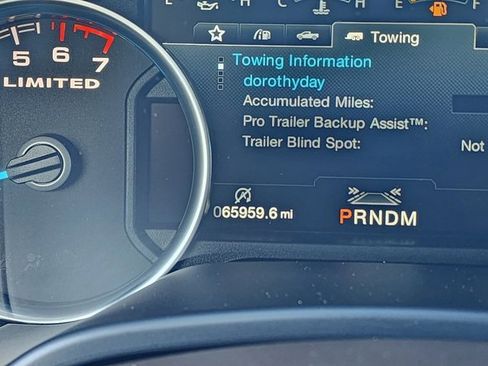 E H C H E F
Towing
5 6 7
LIMITED
Towing Information
dorothyday
Accumulated Miles:
Pro Trailer Backup Assist™:
Trailer Blind Spot: Not
065959.6 mi
PRNDM